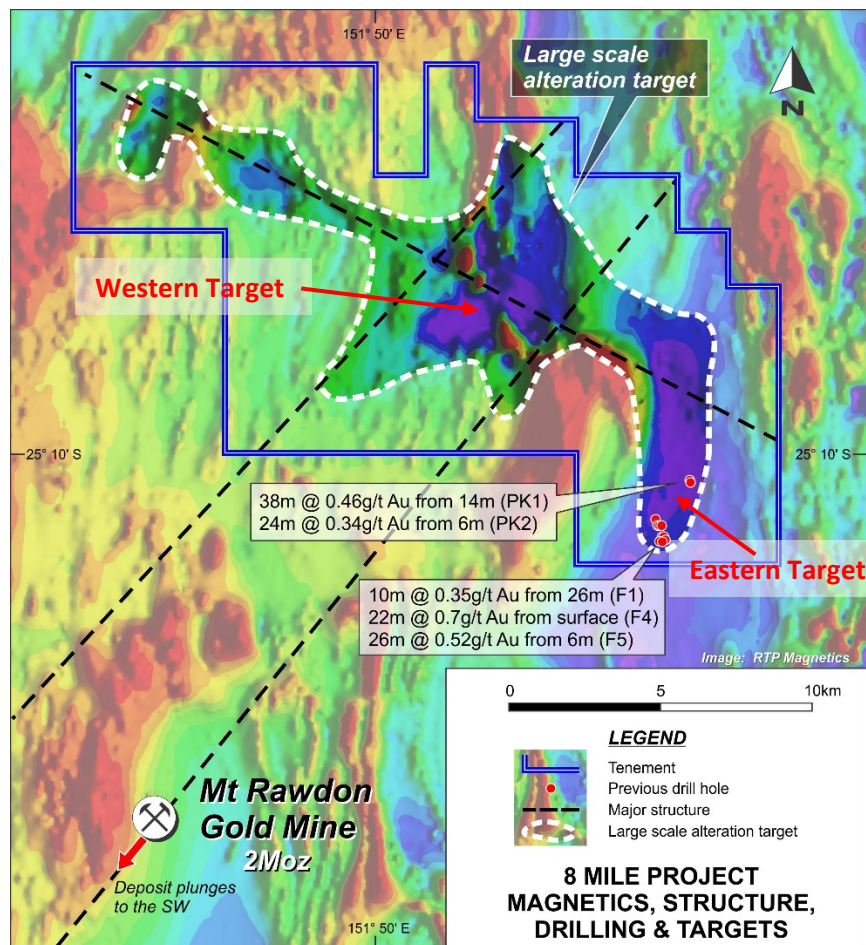 151° 50' E
Large scale
alteration target
N
Western Target
25° 10' S
25° 10' S
38m @ 0.46g/t Au from 14m (PK1)
24m @ 0.34g/t Au from 6m (PK2)
Eastern Target
10m @ 0.35g/t Au from 26m (F1)
22m @ 0.7g/t Au from surface (F4)
26m @ 0.52g/t Au from 6m (F5)
Image: RTP Magnetics
0 5 10km
LEGEND
Tenement
Previous drill hole
Major structure
Large scale alteration target
Mt Rawdon
Gold Mine
2Moz
Deposit plunges
to the SW
151° 50' E
8 MILE PROJECT
MAGNETICS, STRUCTURE,
DRILLING & TARGETS